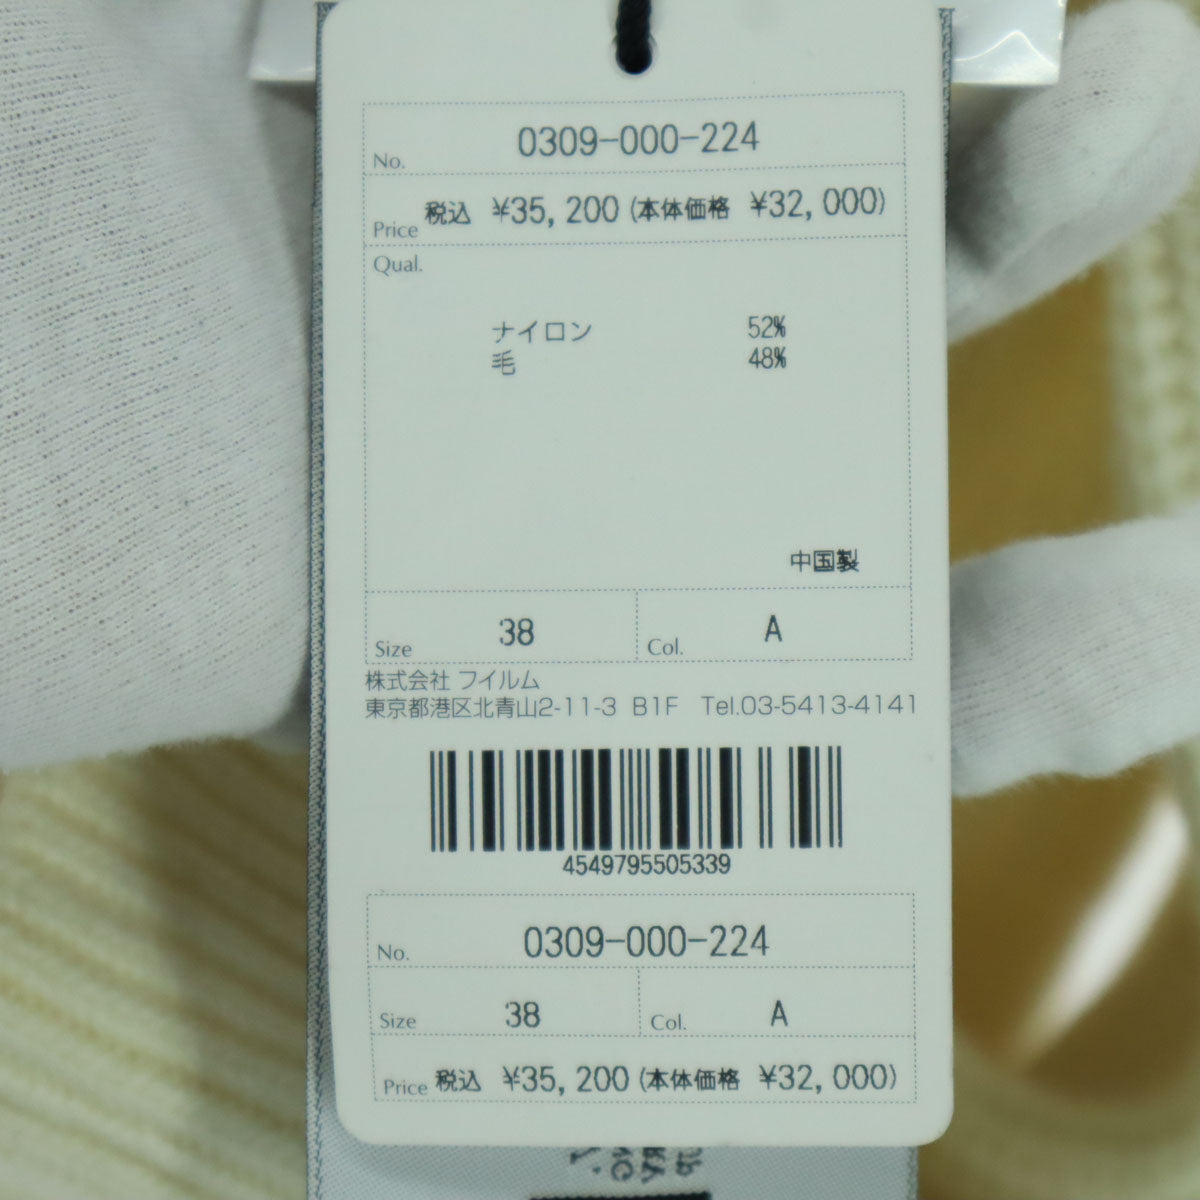 No. 0309-000-224
Price 税込 ¥35,200(本体価格 ¥32,000)
Qual.
ナイロン 52%
毛 48%
中国製
Size 38 Col. A
株式会社 フイルム
東京都港区北青山2-11-3 B1F Tel.03-5413-4141
4549795505339
No. 0309-000-224
Size 38 Col. A
Price 税込 ¥35,200(本体価格 ¥32,000)